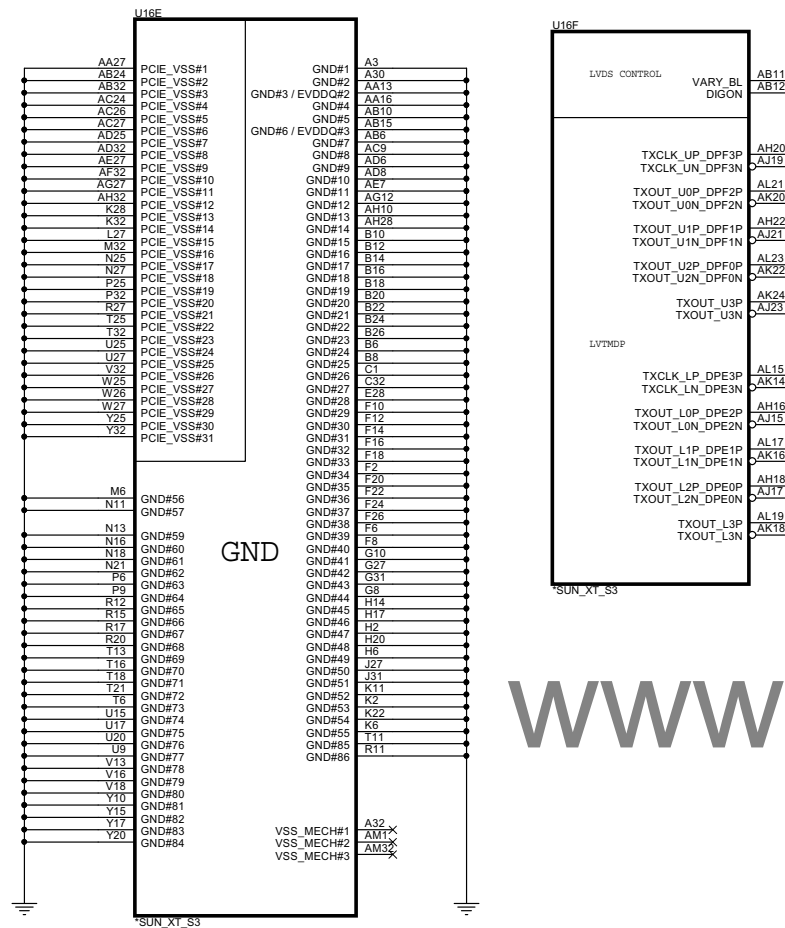 U16E
AA27 PCIE_VSS#1
AB24 PCIE_VSS#2
AB32 PCIE_VSS#3
AC24 PCIE_VSS#4
AC26 PCIE_VSS#5
AC27 PCIE_VSS#6
AD25 PCIE_VSS#7
AD32 PCIE_VSS#8
AE27 PCIE_VSS#9
AF32 PCIE_VSS#10
AG27 PCIE_VSS#11
AH32 PCIE_VSS#12
K28 PCIE_VSS#13
K32 PCIE_VSS#14
L27 PCIE_VSS#15
M32 PCIE_VSS#16
N25 PCIE_VSS#17
N27 PCIE_VSS#18
P25 PCIE_VSS#19
P32 PCIE_VSS#20
R27 PCIE_VSS#21
T25 PCIE_VSS#22
T32 PCIE_VSS#23
U25 PCIE_VSS#24
U27 PCIE_VSS#25
V32 PCIE_VSS#26
W25 PCIE_VSS#27
W26 PCIE_VSS#28
W27 PCIE_VSS#29
Y25 PCIE_VSS#30
Y32 PCIE_VSS#31
M6 GND#56
N11 GND#57
N13 GND#59
N16 GND#60
N18 GND#61
N21 GND#62
P6 GND#63
P9 GND#64
R12 GND#65
R15 GND#66
R17 GND#67
R20 GND#68
T13 GND#69
T16 GND#70
T18 GND#71
T21 GND#72
T6 GND#73
U15 GND#74
U17 GND#75
U20 GND#76
U9 GND#77
V13 GND#78
V16 GND#79
V18 GND#80
Y10 GND#81
Y15 GND#82
Y17 GND#83
Y20 GND#84
GND
GND#1 A3
GND#2 A30
GND#3 / EVDDQ#2 AA13
GND#4 AA16
GND#5 AB10
GND#6 / EVDDQ#3 AB15
GND#7 AB6
GND#8 AC9
GND#9 AD6
GND#10 AD8
GND#11 AE7
GND#12 AG12
GND#13 AH10
GND#14 AH28
GND#15 B10
GND#16 B12
GND#17 B14
GND#18 B16
GND#19 B18
GND#20 B20
GND#21 B22
GND#22 B24
GND#23 B26
GND#24 B6
GND#25 B8
GND#26 C1
GND#27 C32
GND#28 E28
GND#29 F10
GND#30 F12
GND#31 F14
GND#32 F16
GND#33 F18
GND#34 F2
GND#35 F20
GND#36 F22
GND#37 F24
GND#38 F26
GND#39 F6
GND#40 F8
GND#41 G10
GND#42 G27
GND#43 G31
GND#44 G8
GND#45 H14
GND#46 H17
GND#47 H2
GND#48 H20
GND#49 H6
GND#50 J27
GND#51 J31
GND#52 K11
GND#53 K2
GND#54 K22
GND#55 K6
GND#85 T11
GND#86 R11
VSS_MECH#1 A32
VSS_MECH#2 AM1
VSS_MECH#3 AM32
*SUN_XT_S3
U16F
LVDS CONTROL
VARY_BL AB11
DIGON AB12
TXCLK_UP_DPF3P AH20
TXCLK_UN_DPF3N AJ19
TXOUT_U0P_DPF2P AL21
TXOUT_U0N_DPF2N AK20
TXOUT_U1P_DPF1P AH22
TXOUT_U1N_DPF1N AJ21
TXOUT_U2P_DPF0P AL23
TXOUT_U2N_DPF0N AK22
TXOUT_U3P AK24
TXOUT_U3N AJ23
LVTMDP
TXCLK_LP_DPE3P AL15
TXCLK_LN_DPE3N AK14
TXOUT_L0P_DPE2P AH16
TXOUT_L0N_DPE2N AJ15
TXOUT_L1P_DPE1P AL17
TXOUT_L1N_DPE1N AK16
TXOUT_L2P_DPE0P AH18
TXOUT_L2N_DPE0N AJ17
TXOUT_L3P AL19
TXOUT_L3N AK18
*SUN_XT_S3
www